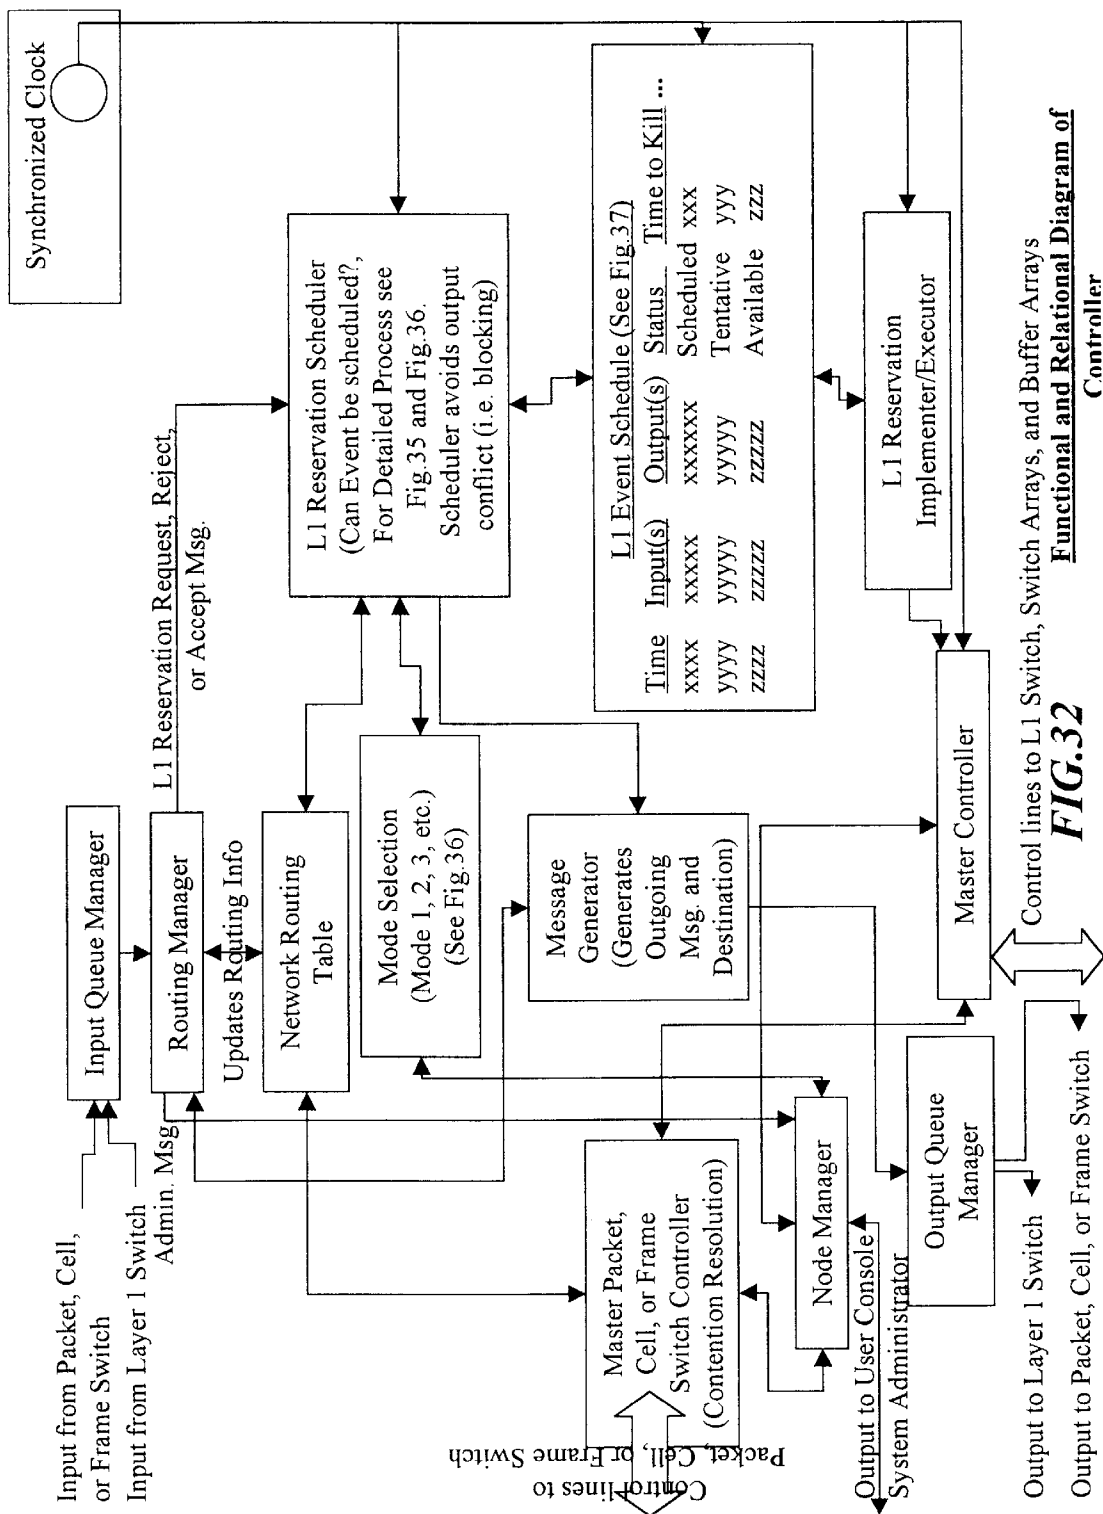 Synchronized Clock
Input from Packet, Cell,
or Frame Switch
Input from Layer 1 Switch
Input Queue Manager
Admin. Msg
Routing Manager
L1 Reservation Request, Reject,
or Accept Msg.
Updates Routing Info
Network Routing
Table
L1 Reservation Scheduler
(Can Event be scheduled?,
For Detailed Process see
Fig.35 and Fig.36.
Scheduler avoids output
conflict (i.e. blocking)
Mode Selection
(Mode 1, 2, 3, etc.)
(See Fig.36)
Control lines to
Packet, Cell, or Frame Switch
Master Packet,
Cell, or Frame
Switch Controller
(Contention Resolution)
Message
Generator
(Generates
Outgoing
Msg. and
Destination)
L1 Event Schedule (See Fig.37)
Time Input(s) Output(s) Status Time to Kill ...
xxxx xxxxx xxxxxx Scheduled xxx
yyyy yyyyy yyyyy Tentative yyy
zzzz zzzzz zzzzz Available zzz
Node Manager
Output to User Console
System Administrator
L1 Reservation
Implementer/Executor
Output Queue
Manager
Master Controller
Output to Layer 1 Switch
Output to Packet, Cell, or Frame Switch
Control lines to L1 Switch, Switch Arrays, and Buffer Arrays
FIG.32
Functional and Relational Diagram of
Controller